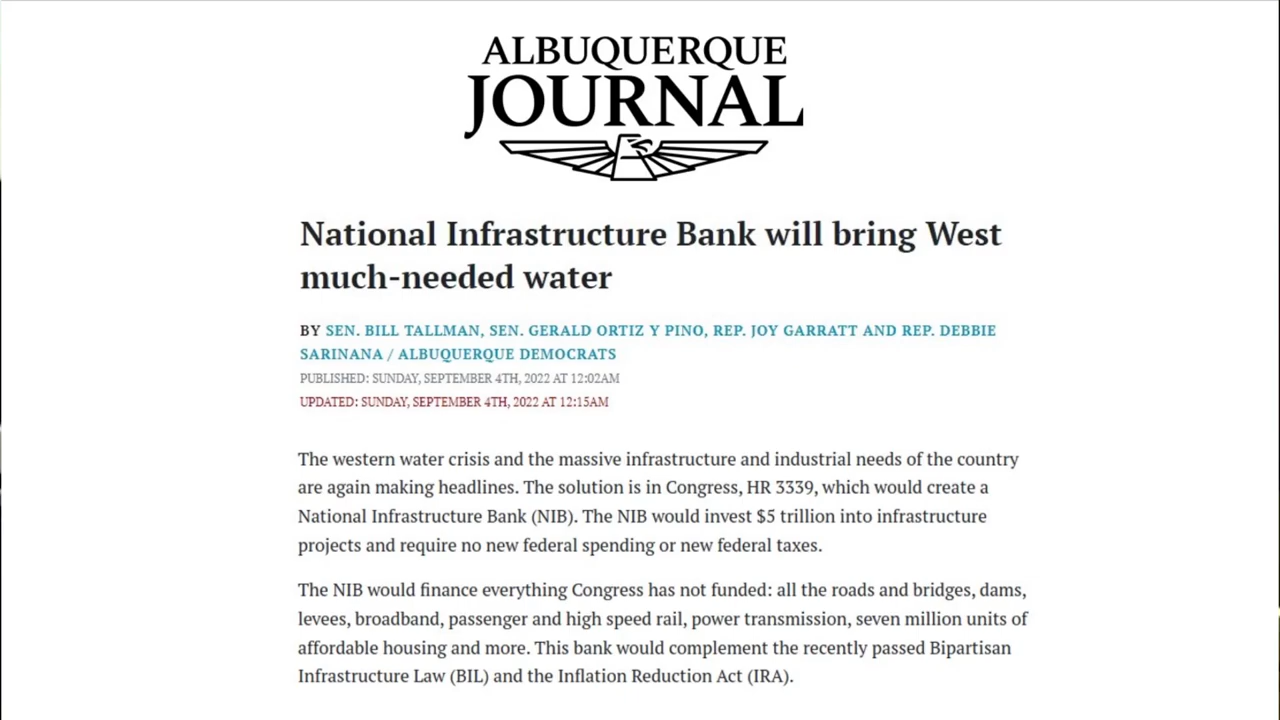 ALBUQUERQUE
JOURNAL
National Infrastructure Bank will bring West
much-needed water
BY SEN. BILL TALLMAN, SEN. GERALD ORTIZ Y PINO, REP. JOY GARRATT AND REP. DEBBIE
SARINANA / ALBUQUERQUE DEMOCRATS
PUBLISHED: SUNDAY, SEPTEMBER 4TH, 2022 AT 12:02AM
UPDATED: SUNDAY, SEPTEMBER 4TH, 2022 AT 12:15AM
The western water crisis and the massive infrastructure and industrial needs of the country
are again making headlines. The solution is in Congress, HR 3339, which would create a
National Infrastructure Bank (NIB). The NIB would invest $5 trillion into infrastructure
projects and require no new federal spending or new federal taxes.
The NIB would finance everything Congress has not funded: all the roads and bridges, dams,
levees, broadband, passenger and high speed rail, power transmission, seven million units of
affordable housing and more. This bank would complement the recently passed Bipartisan
Infrastructure Law (BIL) and the Inflation Reduction Act (IRA).